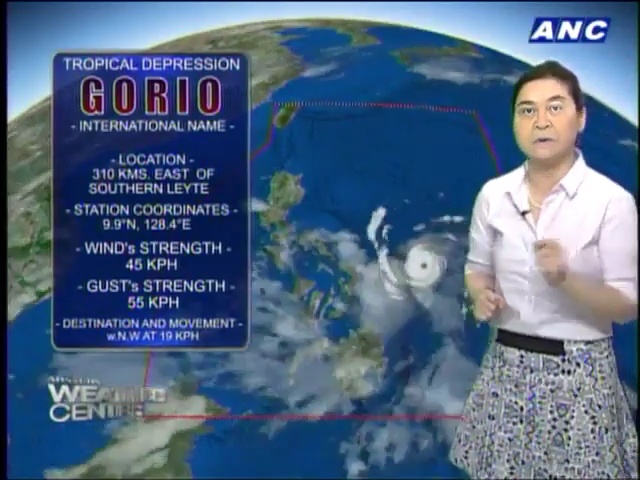 ANC
TROPICAL DEPRESSION
GORIO
- INTERNATIONAL NAME -
- LOCATION -
310 KMS. EAST OF
SOUTHERN LEYTE
- STATION COORDINATES -
9.9°N, 128.4°E
- WIND's STRENGTH -
45 KPH
- GUST's STRENGTH -
55 KPH
- DESTINATION AND MOVEMENT -
w.N.W AT 19 KPH
WEATHER
CENTRE